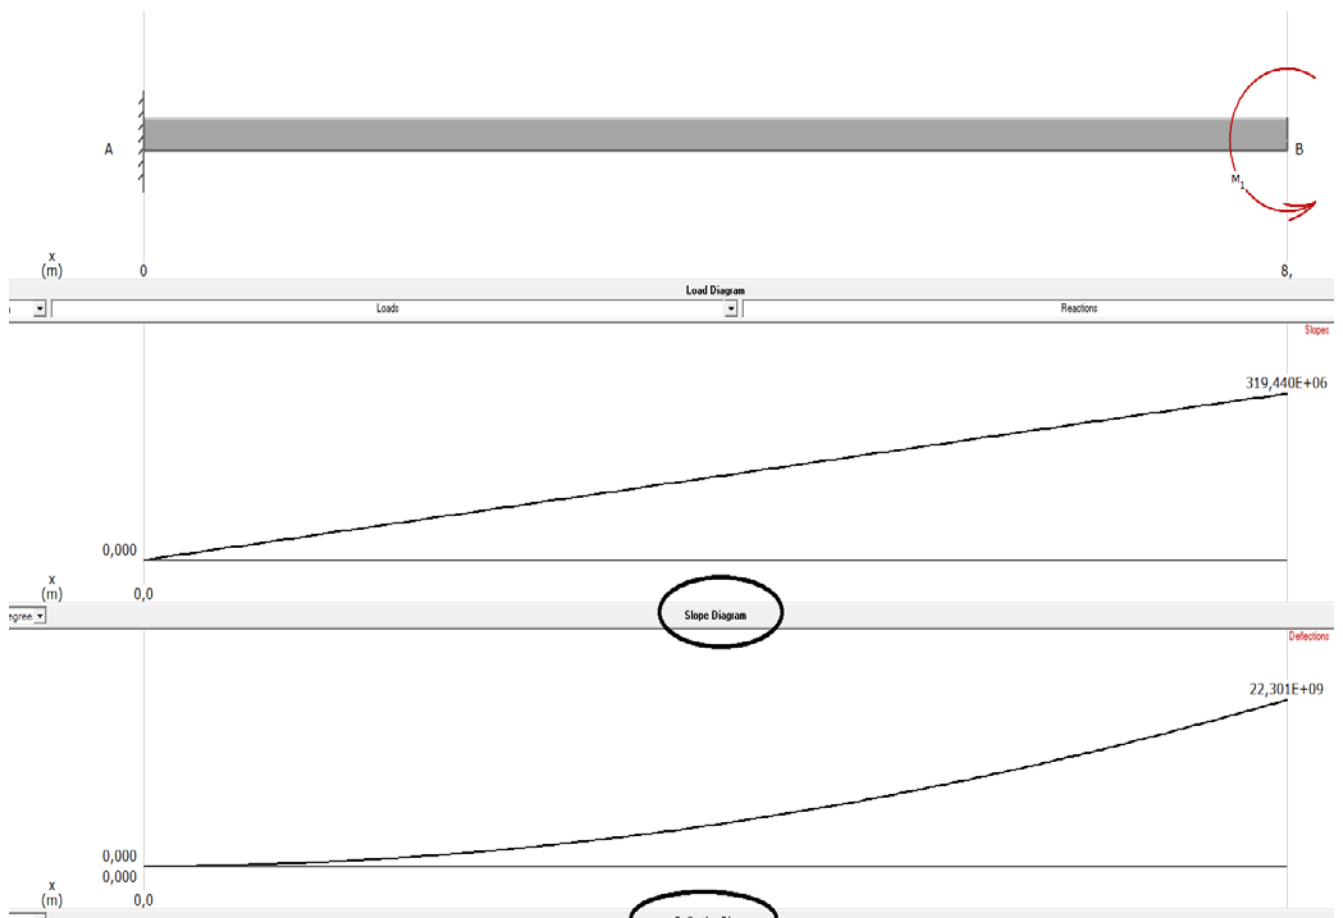 A
B
M1
x
(m)
0
8,
Load Diagram
Loads
Reactions
Slopes
319,440E+06
0,000
x
(m)
0,0
Slope Diagram
Deflections
22,301E+09
0,000
0,000
x
(m)
0,0